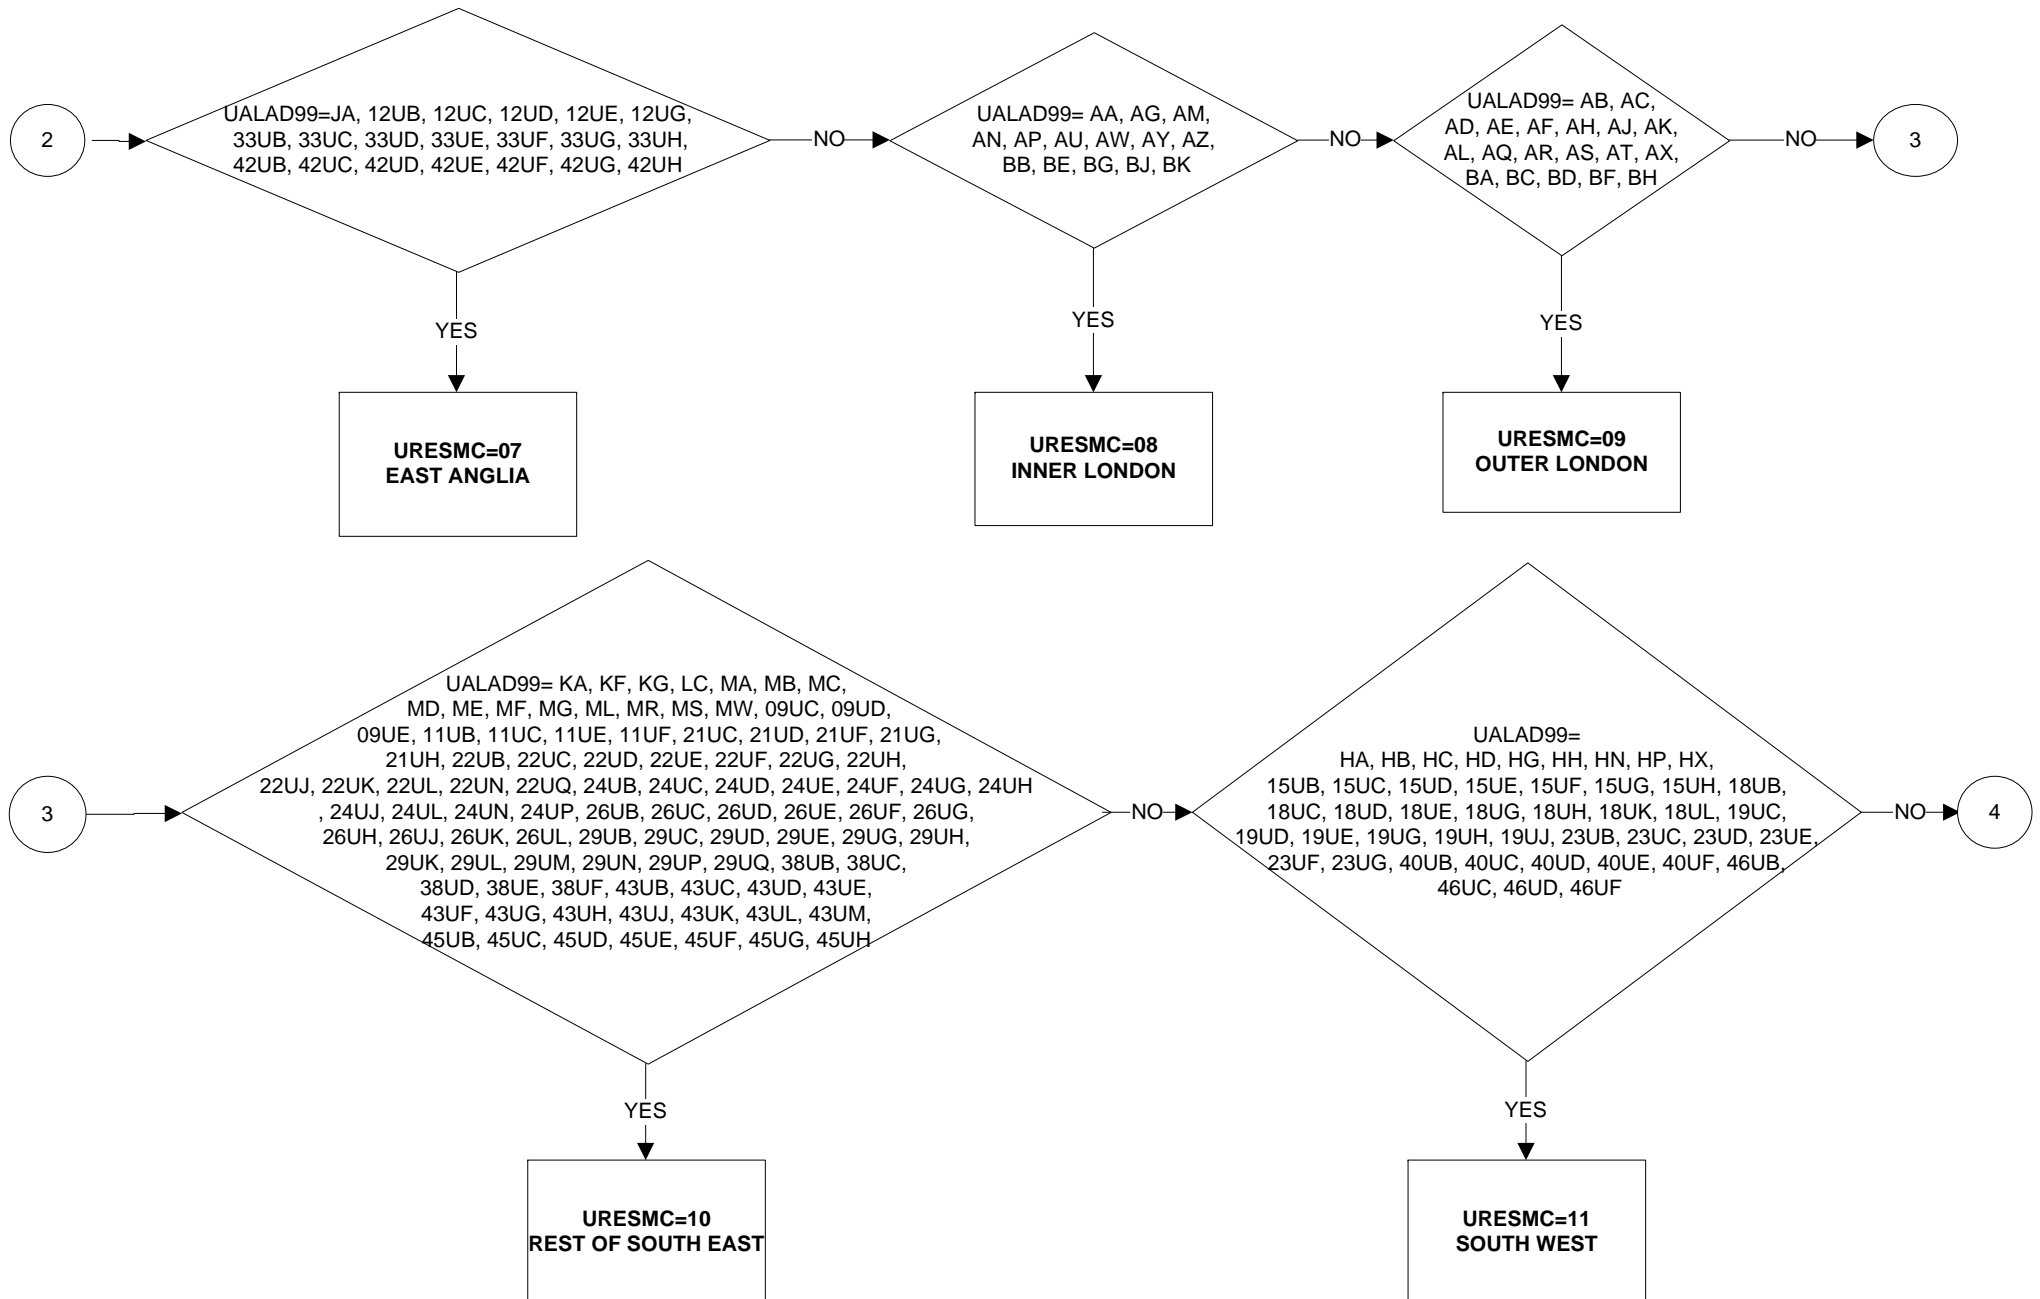 2
UALAD99=JA, 12UB, 12UC, 12UD, 12UE, 12UG,
33UB, 33UC, 33UD, 33UE, 33UF, 33UG, 33UH,
42UB, 42UC, 42UD, 42UE, 42UF, 42UG, 42UH
NO
UALAD99= AA, AG, AM,
AN, AP, AU, AW, AY, AZ,
BB, BE, BG, BJ, BK
NO
UALAD99= AB, AC,
AD, AE, AF, AH, AJ, AK,
AL, AQ, AR, AS, AT, AX,
BA, BC, BD, BF, BH
NO
3
YES
YES
YES
URESMC=07
EAST ANGLIA
URESMC=08
INNER LONDON
URESMC=09
OUTER LONDON
3
UALAD99= KA, KF, KG, LC, MA, MB, MC,
MD, ME, MF, MG, ML, MR, MS, MW, 09UC, 09UD,
09UE, 11UB, 11UC, 11UE, 11UF, 21UC, 21UD, 21UF, 21UG,
21UH, 22UB, 22UC, 22UD, 22UE, 22UF, 22UG, 22UH,
22UJ, 22UK, 22UL, 22UN, 22UQ, 24UB, 24UC, 24UD, 24UE, 24UF, 24UG, 24UH
, 24UJ, 24UL, 24UN, 24UP, 26UB, 26UC, 26UD, 26UE, 26UF, 26UG,
26UH, 26UJ, 26UK, 26UL, 29UB, 29UC, 29UD, 29UE, 29UG, 29UH,
29UK, 29UL, 29UM, 29UN, 29UP, 29UQ, 38UB, 38UC,
38UD, 38UE, 38UF, 43UB, 43UC, 43UD, 43UE,
43UF, 43UG, 43UH, 43UJ, 43UK, 43UL, 43UM,
45UB, 45UC, 45UD, 45UE, 45UF, 45UG, 45UH
NO
UALAD99=
HA, HB, HC, HD, HG, HH, HN, HP, HX,
15UB, 15UC, 15UD, 15UE, 15UF, 15UG, 15UH, 18UB,
18UC, 18UD, 18UE, 18UG, 18UH, 18UK, 18UL, 19UC,
19UD, 19UE, 19UG, 19UH, 19UJ, 23UB, 23UC, 23UD, 23UE,
23UF, 23UG, 40UB, 40UC, 40UD, 40UE, 40UF, 46UB,
46UC, 46UD, 46UF
NO
4
YES
YES
URESMC=10
REST OF SOUTH EAST
URESMC=11
SOUTH WEST